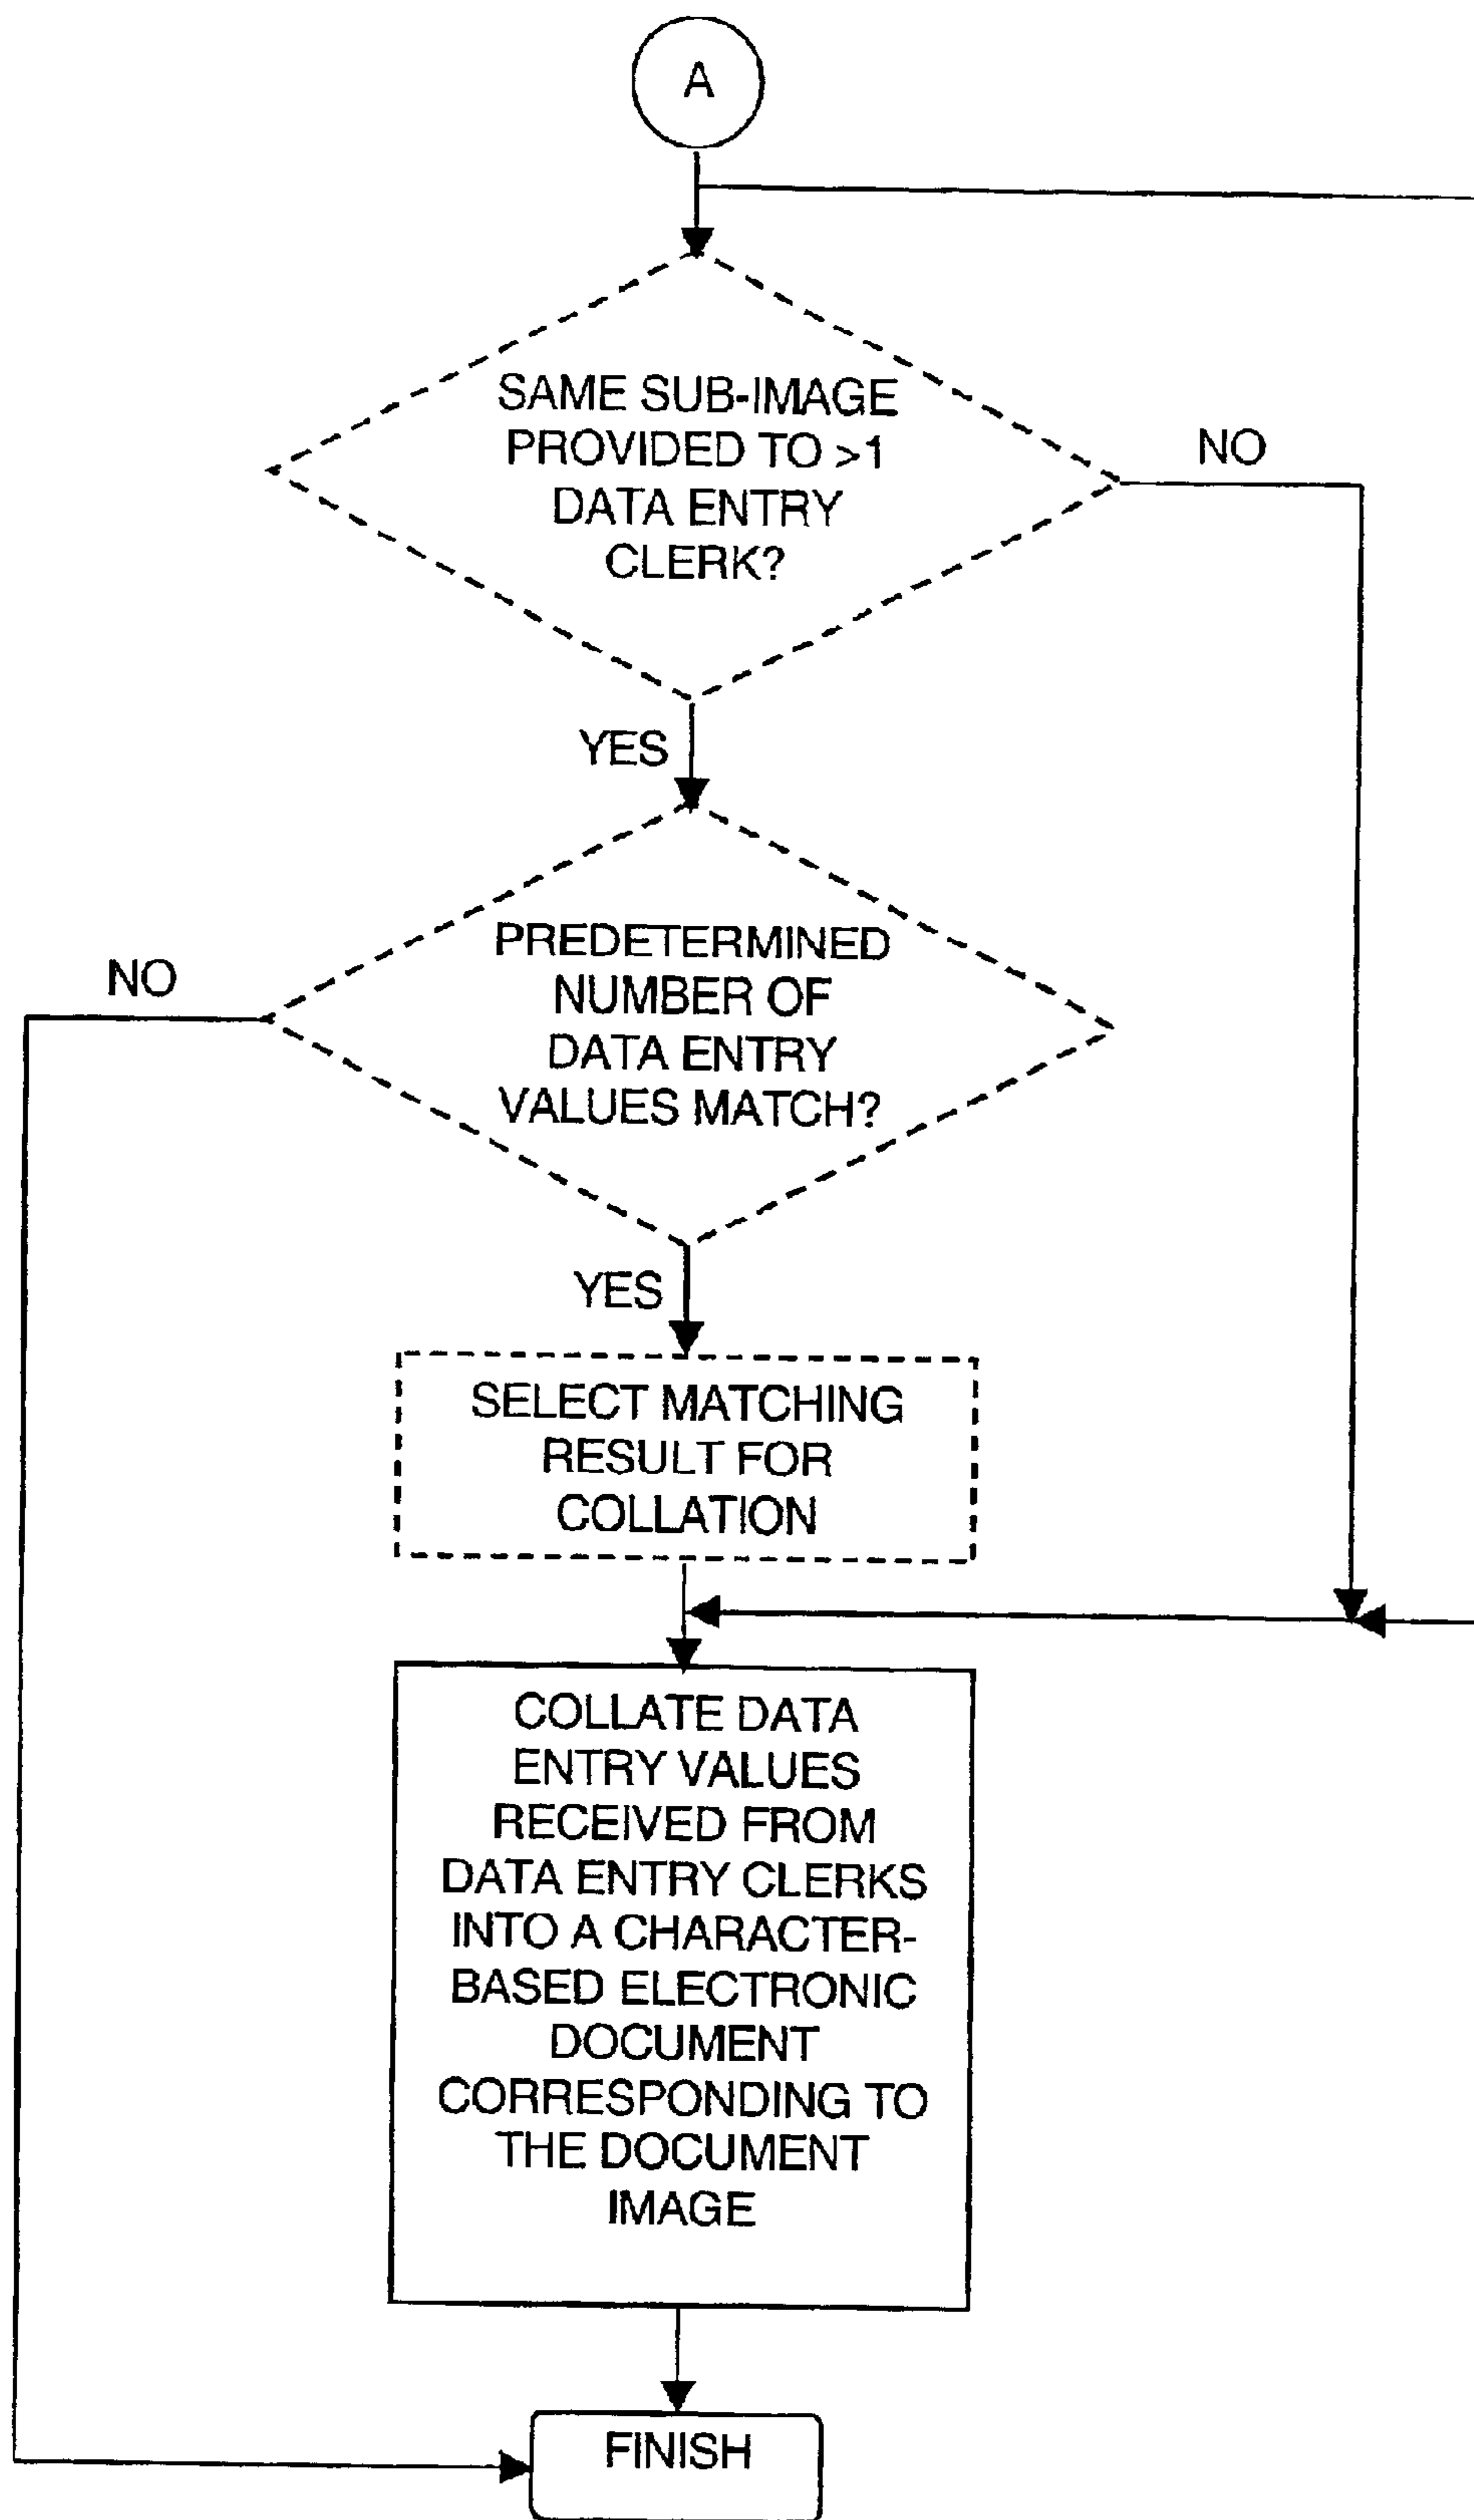 A
SAME SUB-IMAGE
PROVIDED TO >1
DATA ENTRY
CLERK?
NO
YES
PREDETERMINED
NUMBER OF
DATA ENTRY
VALUES MATCH?
NO
YES
SELECT MATCHING
RESULT FOR
COLLATION
COLLATE DATA
ENTRY VALUES
RECEIVED FROM
DATA ENTRY CLERKS
INTO A CHARACTER-
BASED ELECTRONIC
DOCUMENT
CORRESPONDING TO
THE DOCUMENT
IMAGE
FINISH